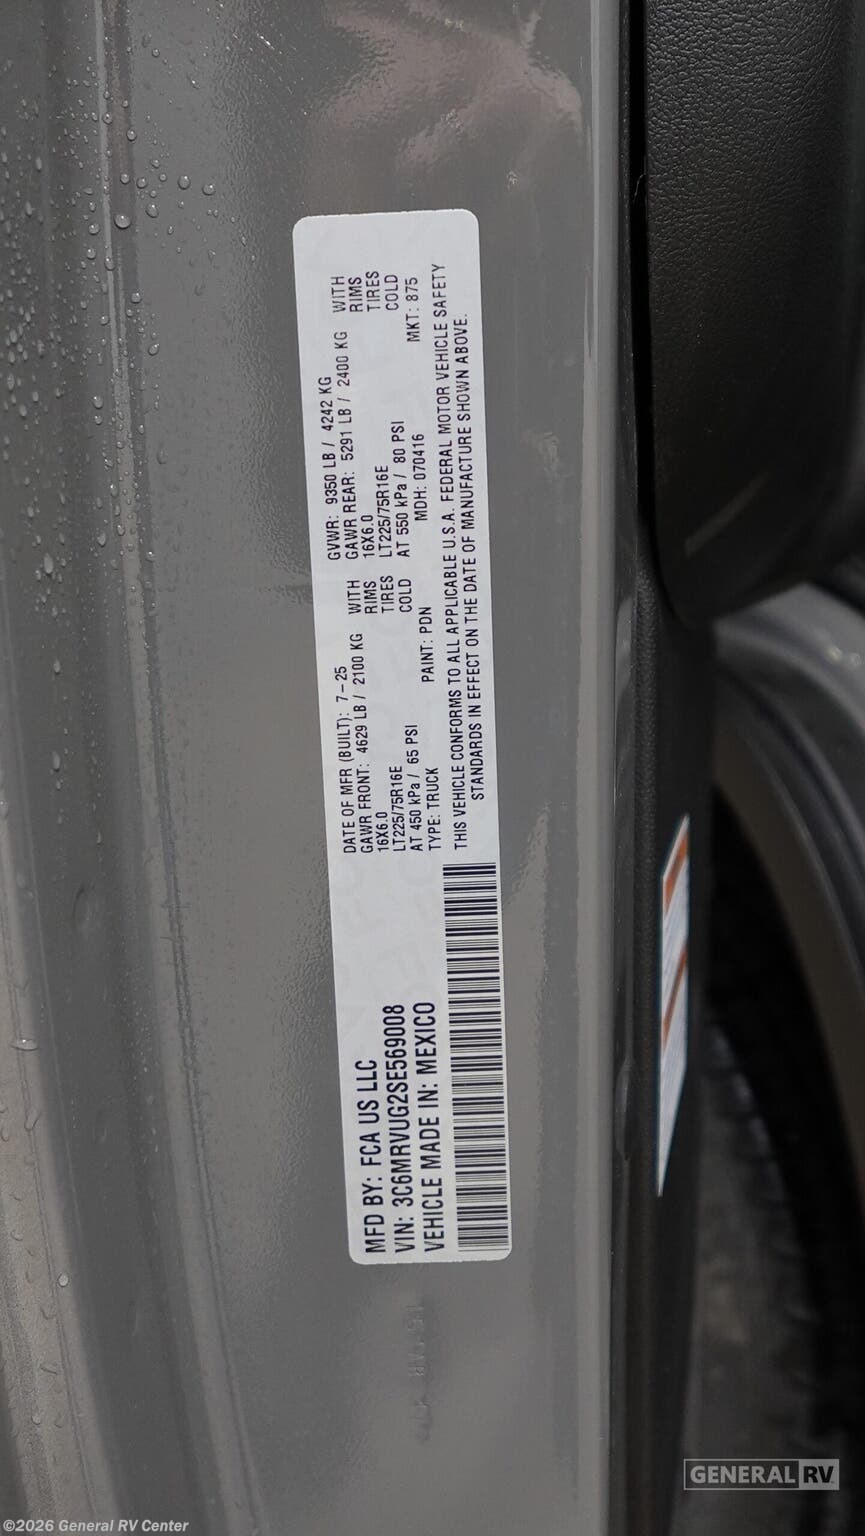 MFD BY: FCA US LLC
VIN: 3C6MRVUG2SE569008
VEHICLE MADE IN: MEXICO
DATE OF MFR (BUILT): 7-25 GVWR: 9350 LB / 4242 KG
GAWR FRONT: 4629 LB / 2100 KG WITH GAWR REAR: 5291 LB / 2400 KG WITH
16X6.0 RIMS 16X6.0 RIMS
LT225/75R16E TIRES LT225/75R16E TIRES
AT 450 kPa / 65 PSI COLD AT 550 kPa / 80 PSI COLD
TYPE: TRUCK PAINT: PDN MDH: 070416 MKT: 875
THIS VEHICLE CONFORMS TO ALL APPLICABLE U.S.A. FEDERAL MOTOR VEHICLE SAFETY
STANDARDS IN EFFECT ON THE DATE OF MANUFACTURE SHOWN ABOVE.
GENERAL RV
©2026 General RV Center